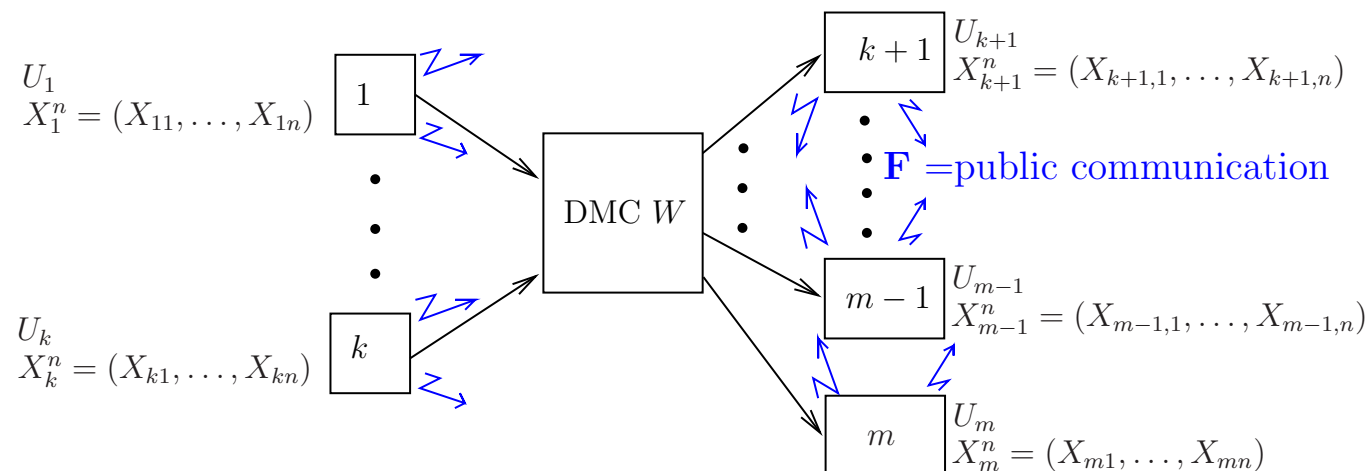 U_1
X_1^n = (X_{11}, . . . , X_{1n})
1
U_k
X_k^n = (X_{k1}, . . . , X_{kn})
k
DMC W
k + 1
U_{k+1}
X_{k+1}^n = (X_{k+1,1}, . . . , X_{k+1,n})
F =public communication
m − 1
U_{m−1}
X_{m−1}^n = (X_{m−1,1}, . . . , X_{m−1,n})
m
U_m
X_m^n = (X_{m1}, . . . , X_{mn})